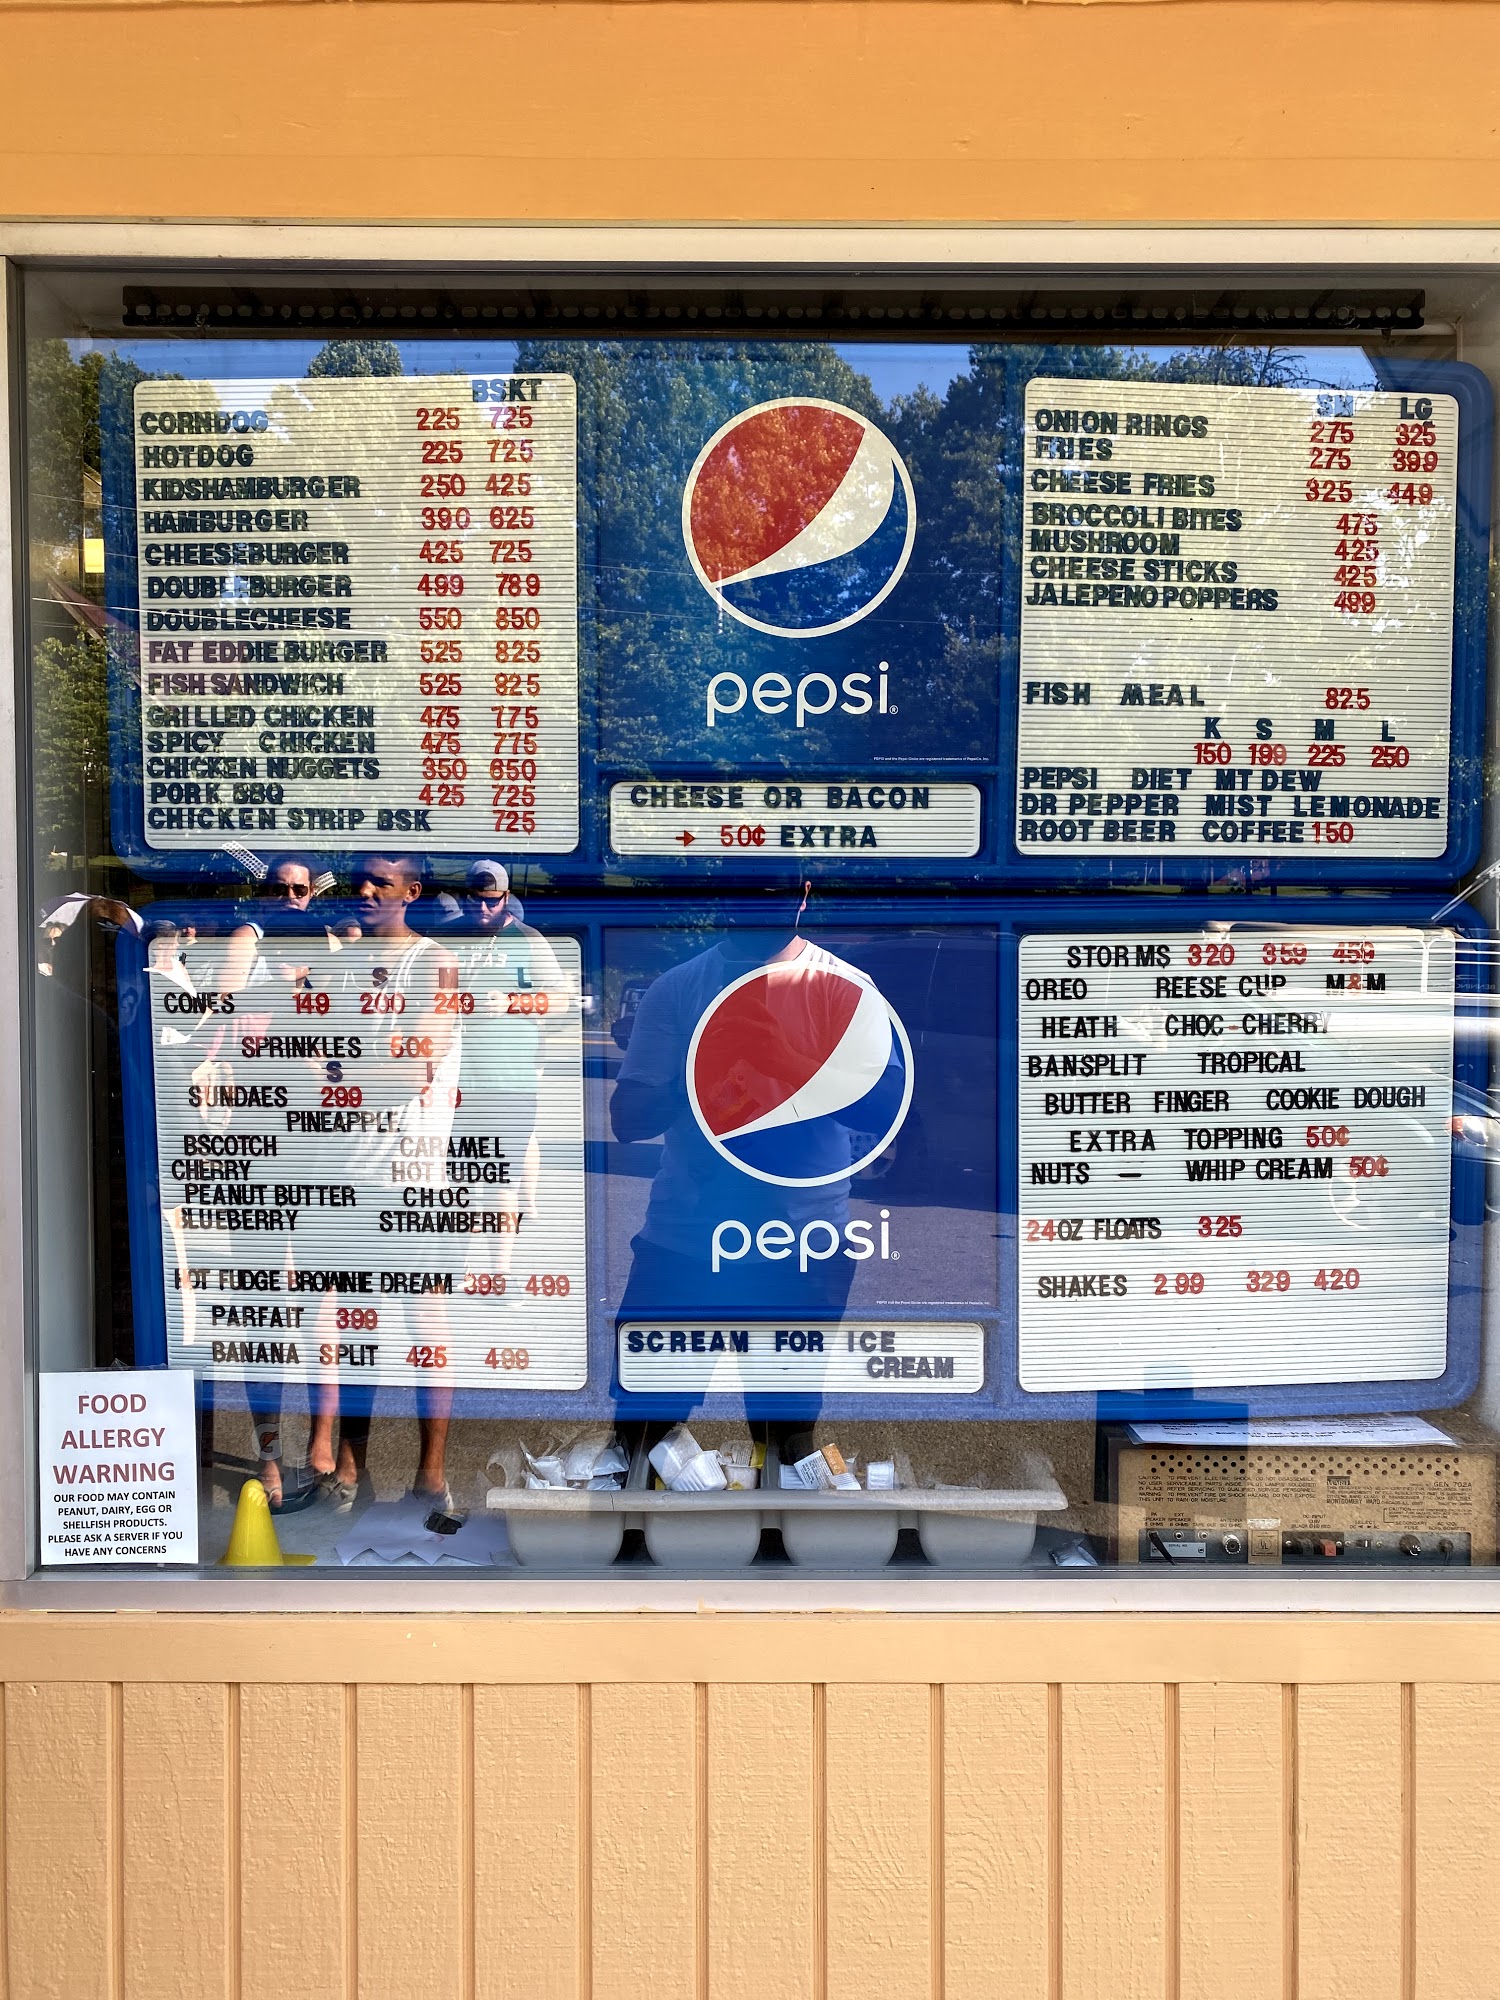 BSKT
CORNDOG 225 725
HOTDOG 225 725
KIDSHAMBURGER 250 425
HAMBURGER 390 625
CHEESEBURGER 425 725
DOUBLEBURGER 499 789
DOUBLECHEESE 550 850
FAT EDDIE BURGER 525 825
FISH SANDWICH 525 825
GRILLED CHICKEN 475 775
SPICY CHICKEN 475 775
CHICKEN NUGGETS 350 650
PORK BBQ 425 725
CHICKEN STRIP BSK 725
pepsi®
CHEESE OR BACON
→ 50¢ EXTRA
SM LG
ONION RINGS 275 325
FRIES 275 399
CHEESE FRIES 325 449
BROCCOLI BITES 475
MUSHROOM 425
CHEESE STICKS 425
JALEPENO POPPERS 499
FISH MEAL 825
K S M L
150 199 225 250
PEPSI DIET MT DEW
DR PEPPER MIST LEMONADE
ROOT BEER COFFEE 150
S M L
CONES 149 200 249 299
SPRINKLES 50¢
S L
SUNDAES 299
PINEAPPLE
BSCOTCH CARAMEL
CHERRY HOT FUDGE
PEANUT BUTTER CHOC
BLUEBERRY STRAWBERRY
HOT FUDGE BROWNIE DREAM 399 499
PARFAIT 399
BANANA SPLIT 425 499
pepsi®
SCREAM FOR ICE
CREAM
STORMS 320 359 459
OREO REESE CUP M&M
HEATH CHOC-CHERRY
BANSPLIT TROPICAL
BUTTER FINGER COOKIE DOUGH
EXTRA TOPPING 50¢
NUTS — WHIP CREAM 50¢
24OZ FLOATS 325
SHAKES 299 329 420
FOOD
ALLERGY
WARNING
OUR FOOD MAY CONTAIN
PEANUT, DAIRY, EGG OR
SHELLFISH PRODUCTS.
PLEASE ASK A SERVER IF YOU
HAVE ANY CONCERNS